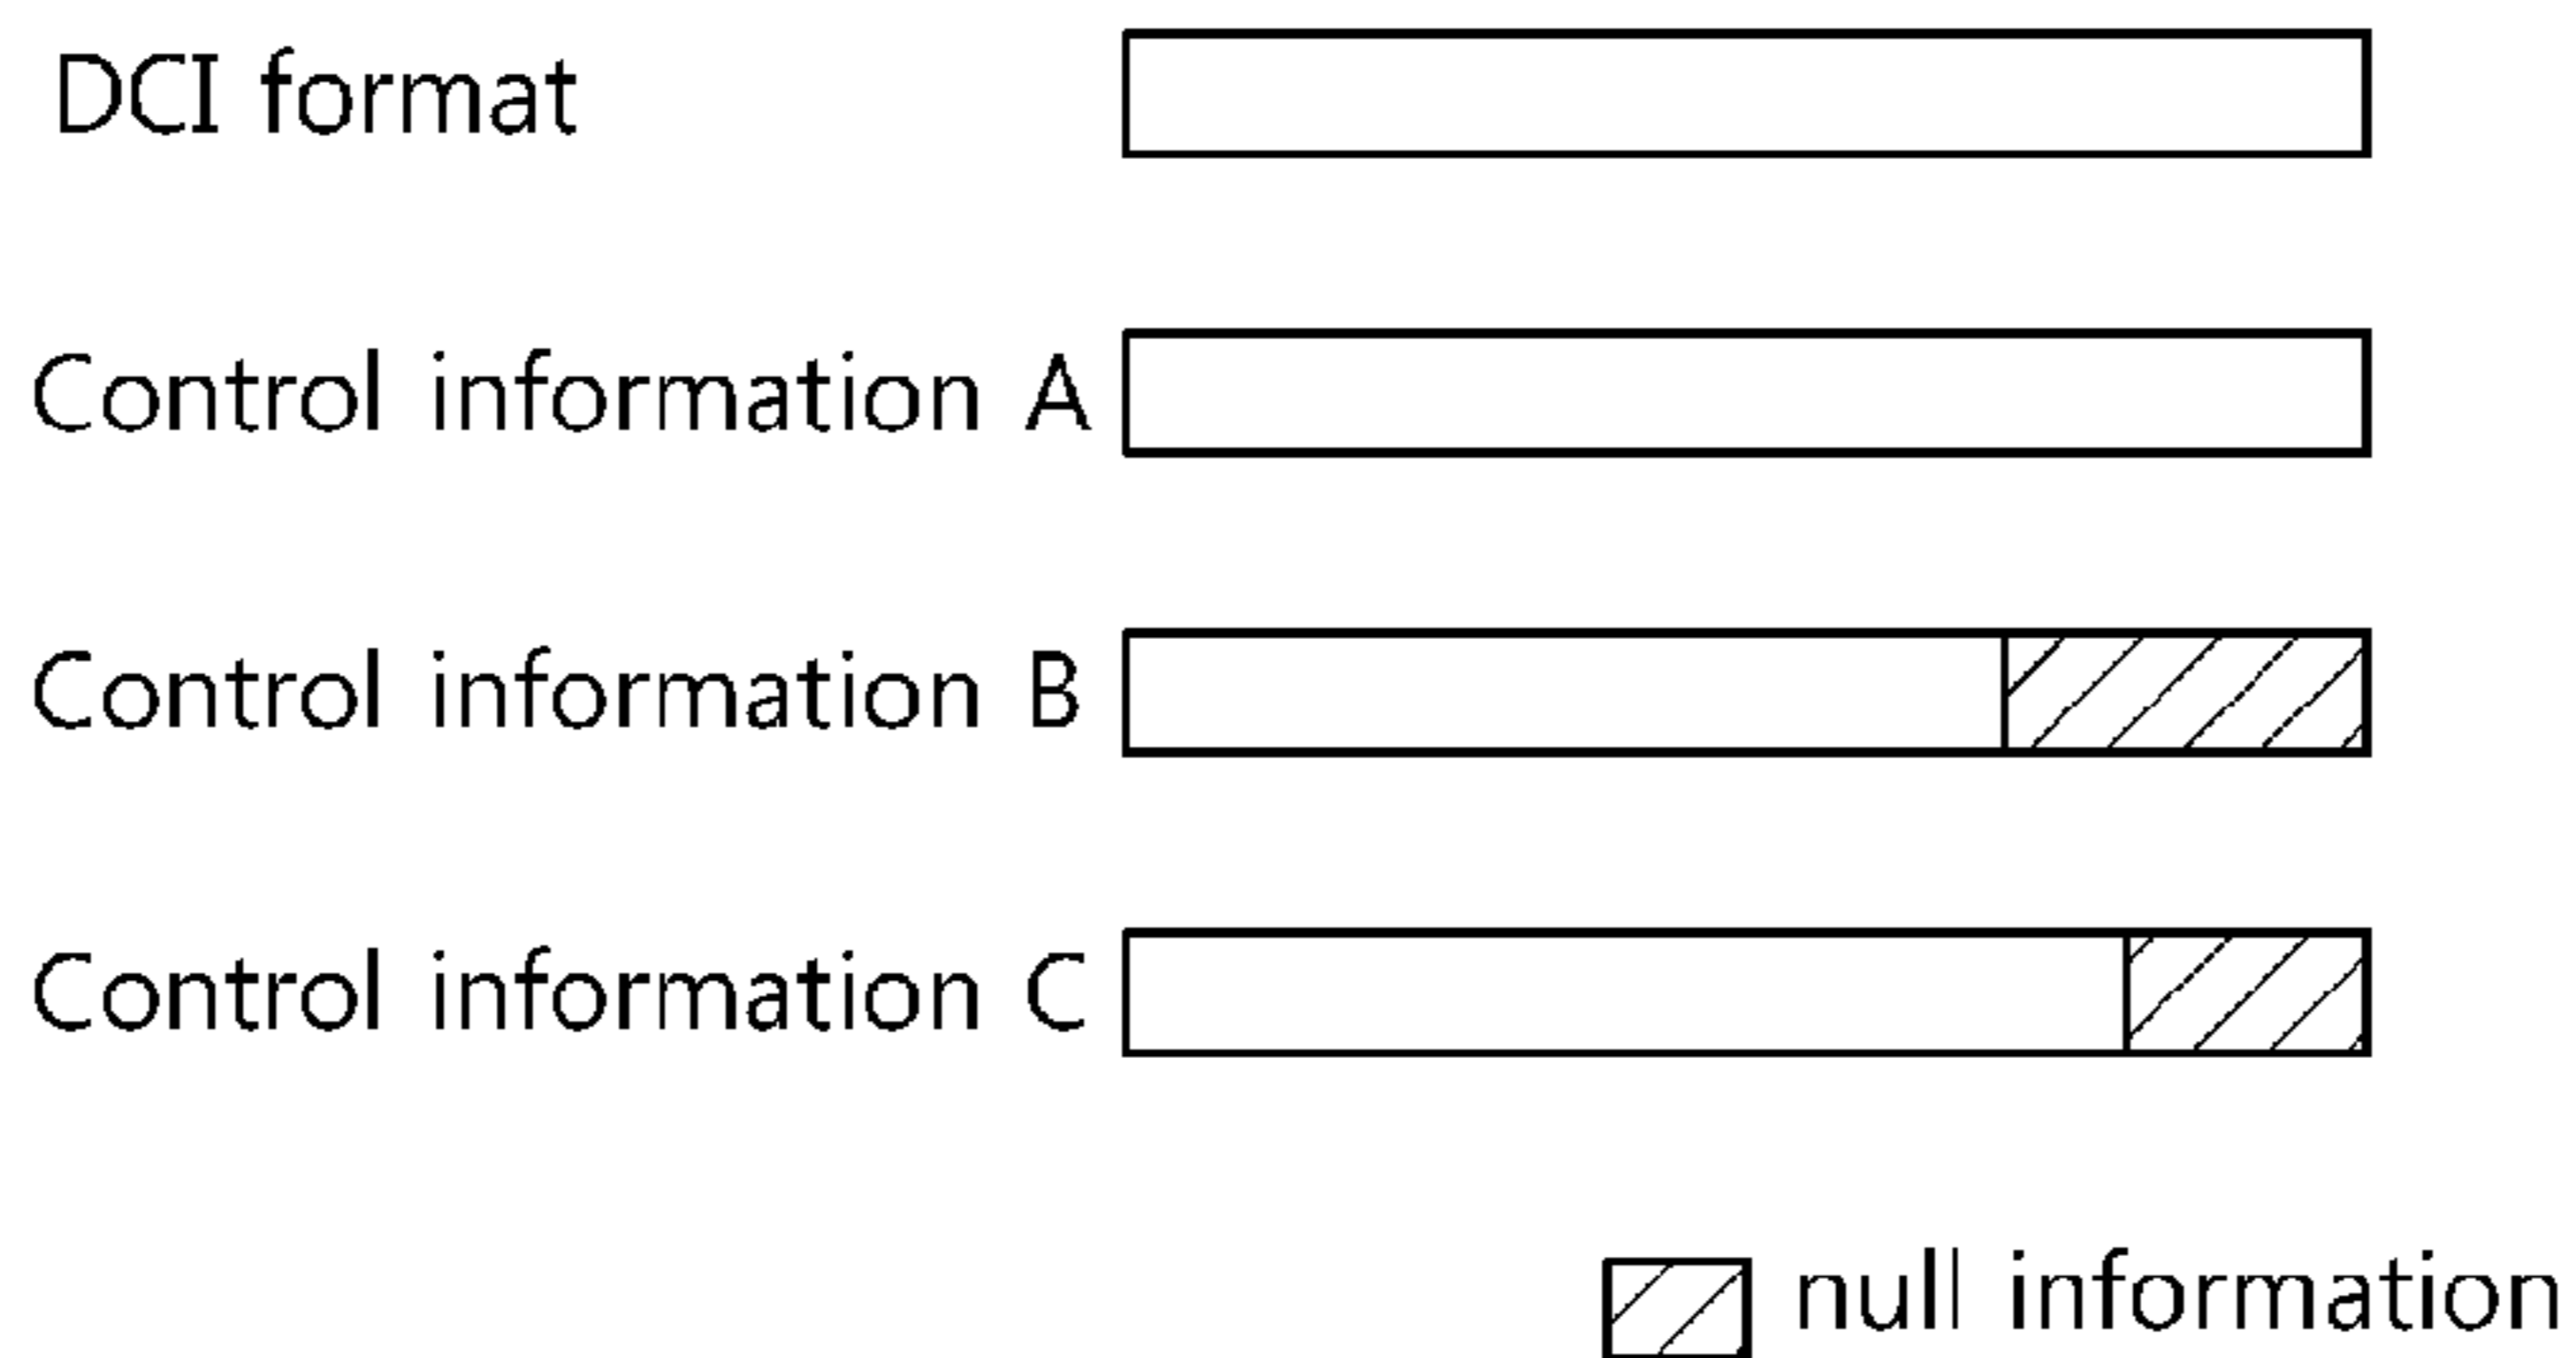 DCI format
Control information A
Control information B
Control information C
null information